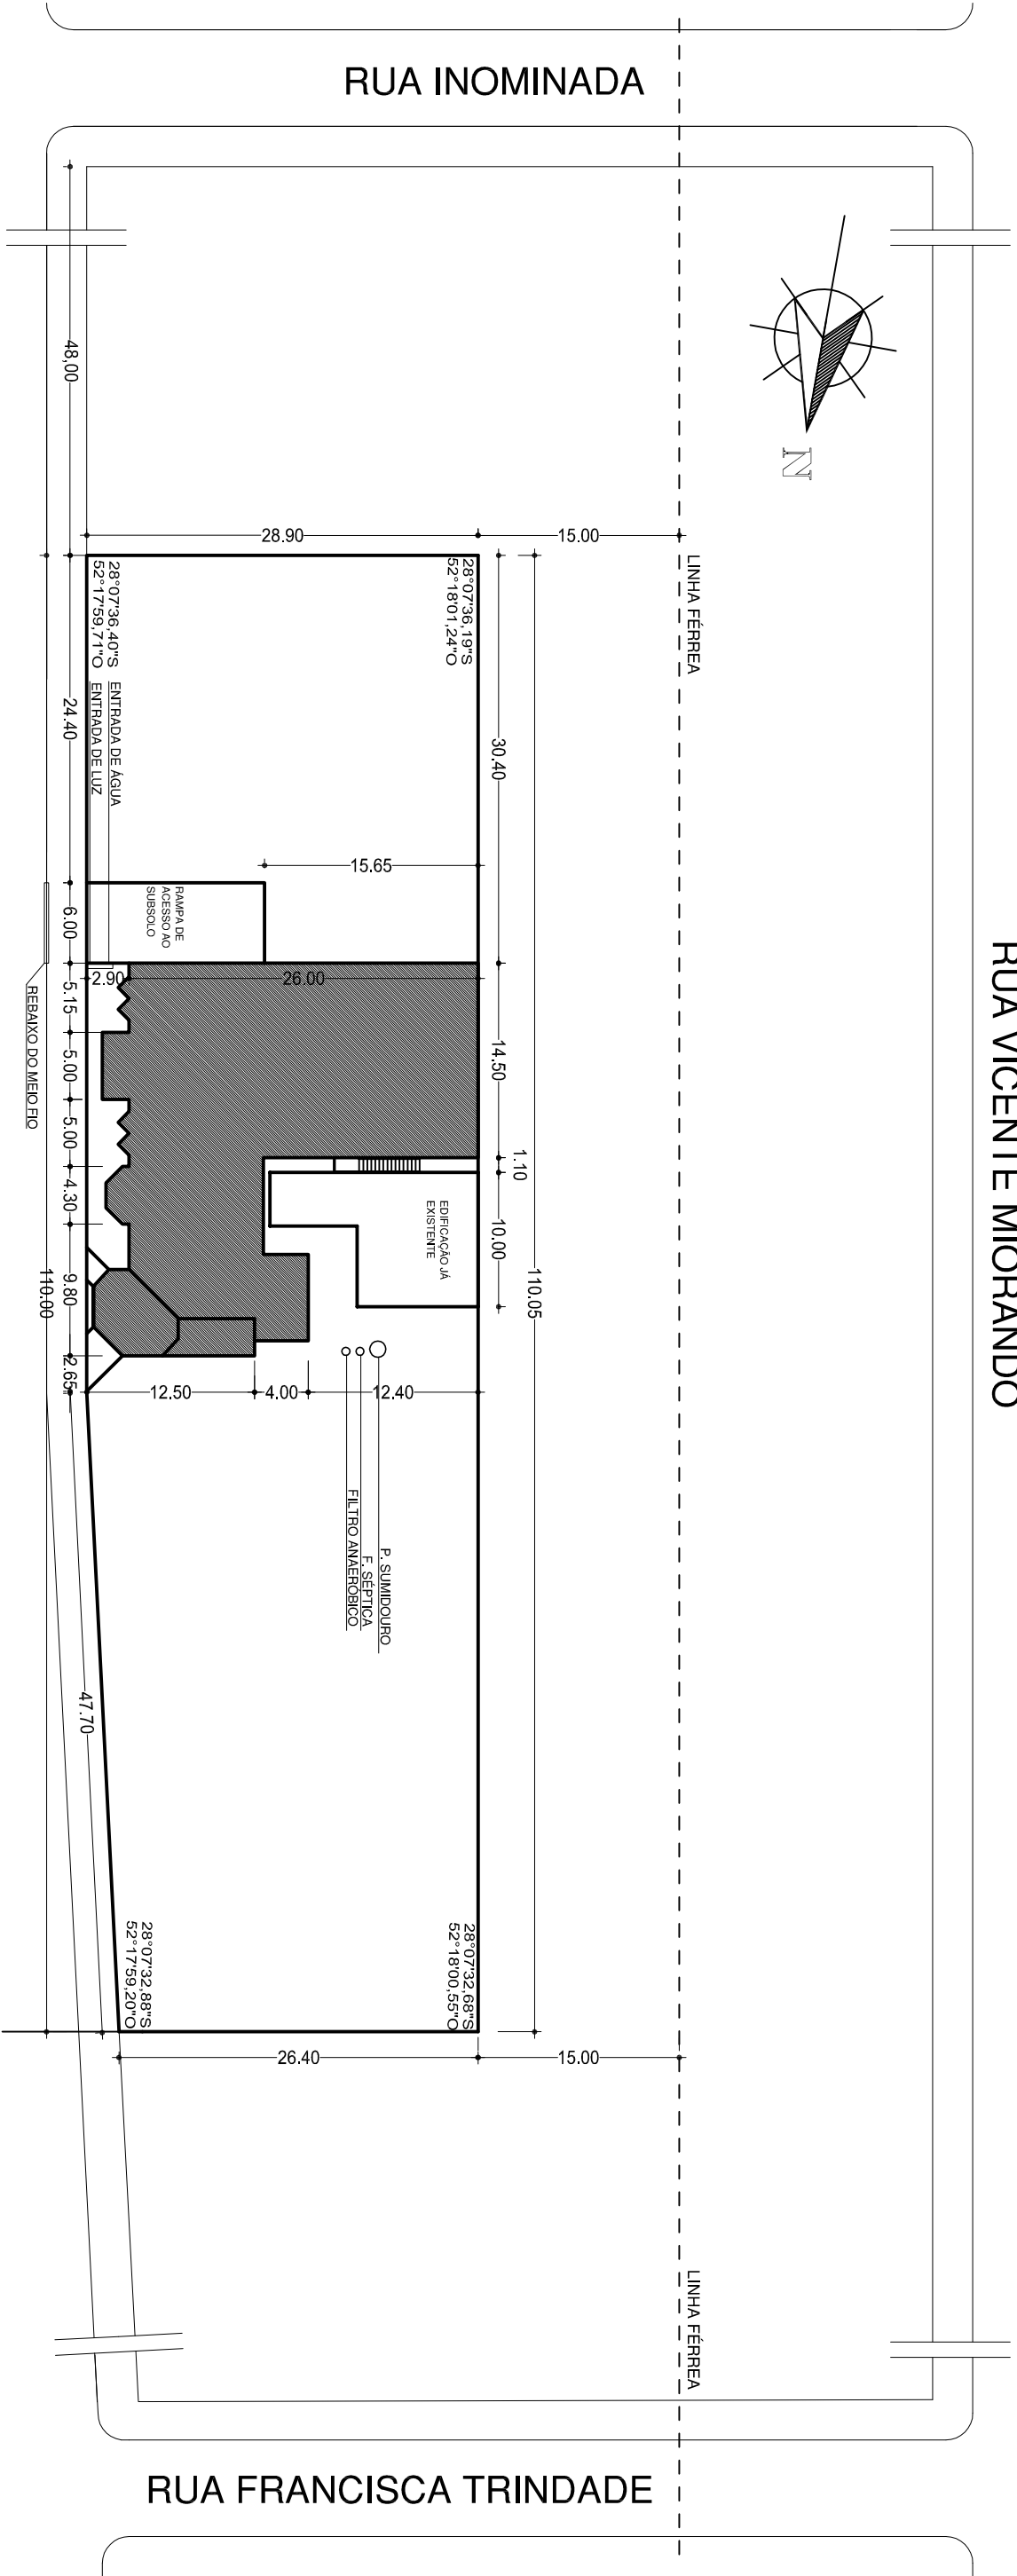 RUA INOMINADA
N
48,00
28.90
15.00
LINHA FÉRREA
28°07'36,40"S
52°17'59,71"O
28°07'36,19"S
52°18'01,24"O
ENTRADA DE ÁGUA
ENTRADA DE LUZ
24.40
30.40
15.65
RAMPA DE
ACESSO AO
SUBSOLO
6.00
2.90
26.00
5.15
REBAIXO DO MEIO FIO
5.00
14.50
5.00
1.10
4.30
EDIFICAÇÃO JÁ
EXISTENTE
10.00
9.80
110.00
110.05
2.65
12.50
4.00
12.40
RUA VICENTE MIORANDO
P. SUMIDOURO
F. SÉPTICA
FILTRO ANAERÓBICO
47.70
28°07'32,88"S
52°17'59,20"O
28°07'32,68"S
52°18'00,55"O
26.40
15.00
LINHA FÉRREA
RUA FRANCISCA TRINDADE